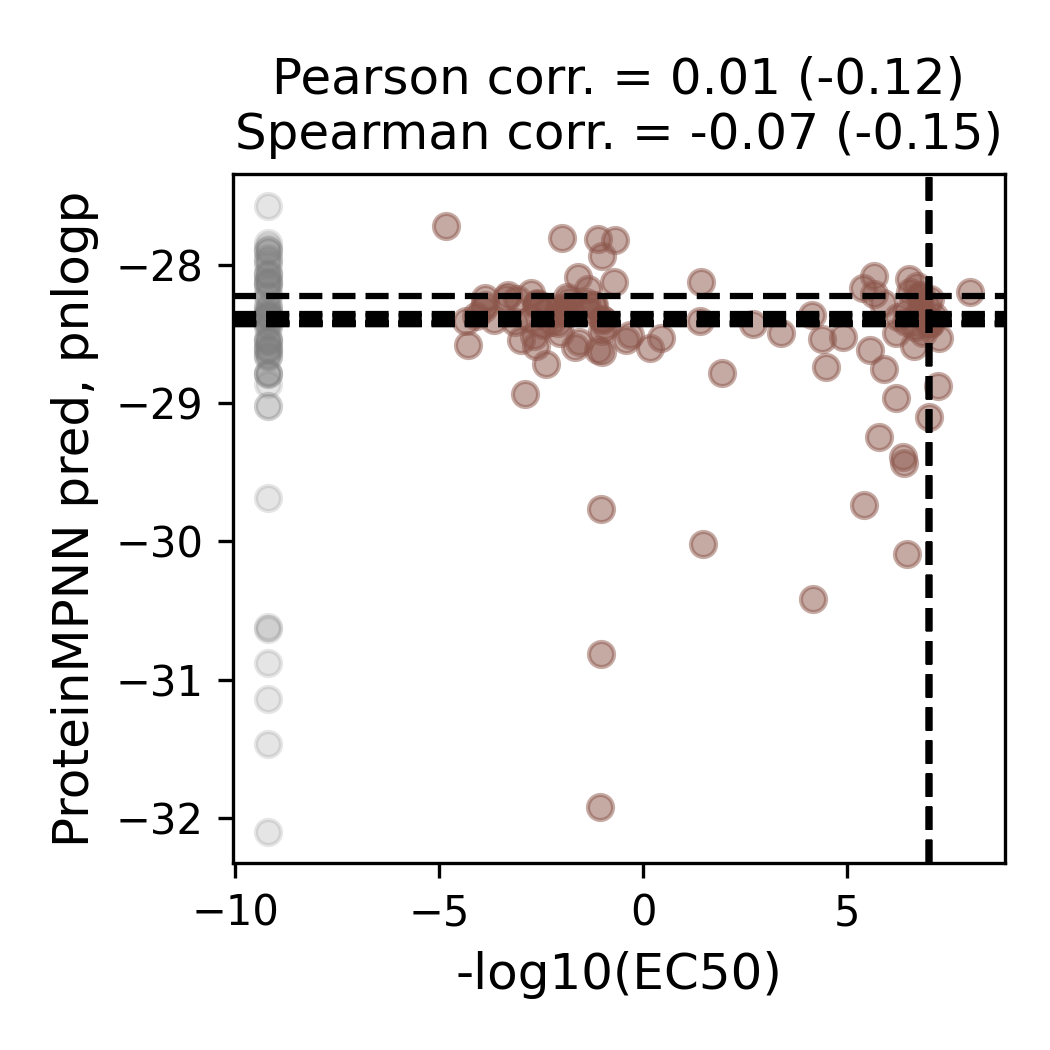 Pearson corr. = 0.01 (-0.12)
Spearman corr. = -0.07 (-0.15)
ProteinMPNN pred, pnlogp
−28
−29
−30
−31
−32
−10
−5
0
5
-log10(EC50)